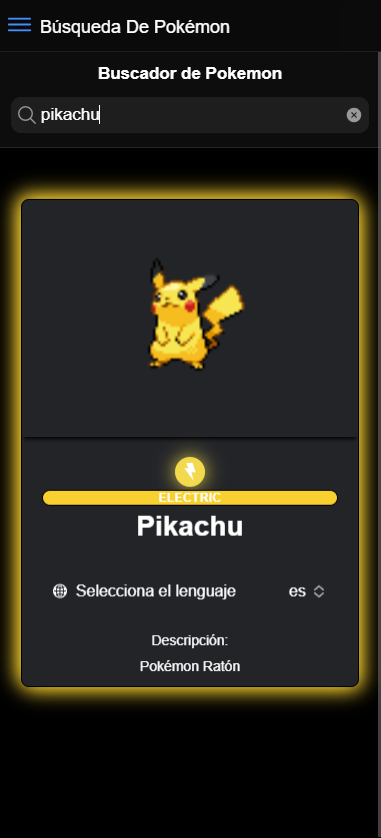 Búsqueda De Pokémon
Buscador de Pokemon
pikachu
ELECTRIC
Pikachu
Selecciona el lenguaje es
Descripción:
Pokémon Ratón